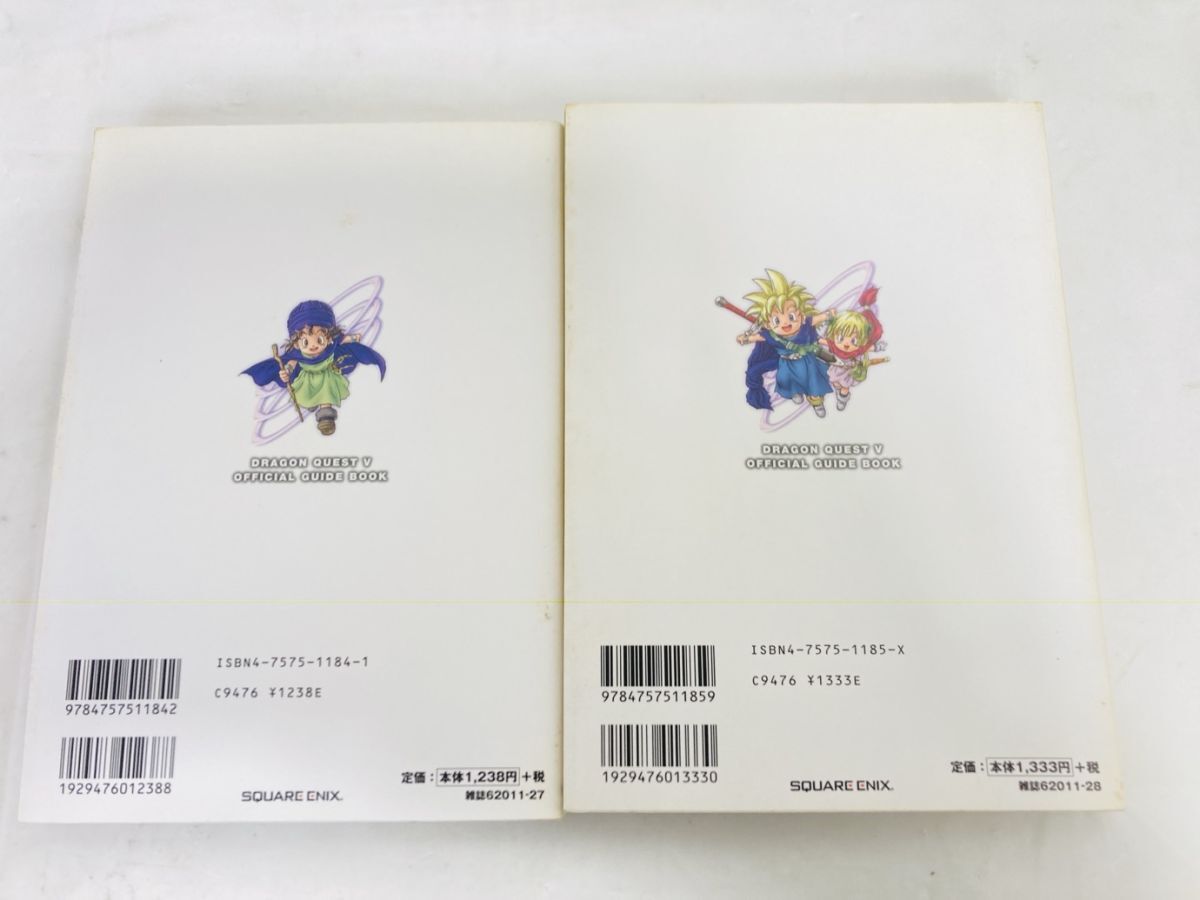 DRAGON QUEST V
OFFICIAL GUIDE BOOK
ISBN4-7575-1184-1
C9476 ¥1238E
9784757511842
1929476012388
SQUARE ENIX.
定価：本体1,238円+税
雑誌62011-27
DRAGON QUEST V
OFFICIAL GUIDE BOOK
ISBN4-7575-1185-X
C9476 ¥1333E
9784757511859
1929476013330
SQUARE ENIX.
定価：本体1,333円+税
雑誌62011-28